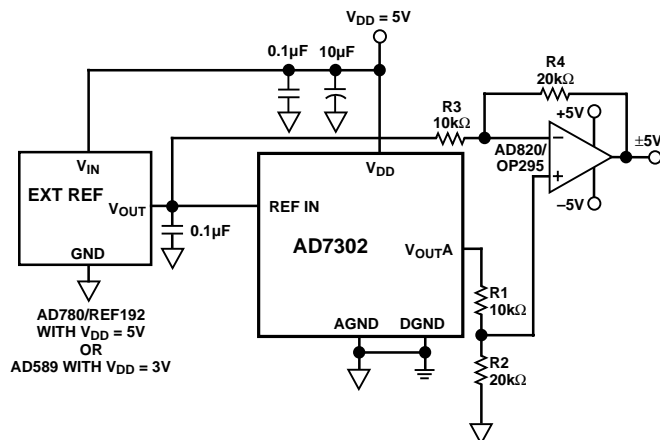 V_DD = 5V
0.1µF
10µF
R4
20kΩ
R3
10kΩ
+5V
±5V
AD820/
OP295
−
+
−5V
V_IN
EXT REF
V_OUT
GND
0.1µF
V_DD
REF IN
AD7302
V_OUTA
AGND
DGND
R1
10kΩ
R2
20kΩ
AD780/REF192
WITH V_DD = 5V
OR
AD589 WITH V_DD = 3V